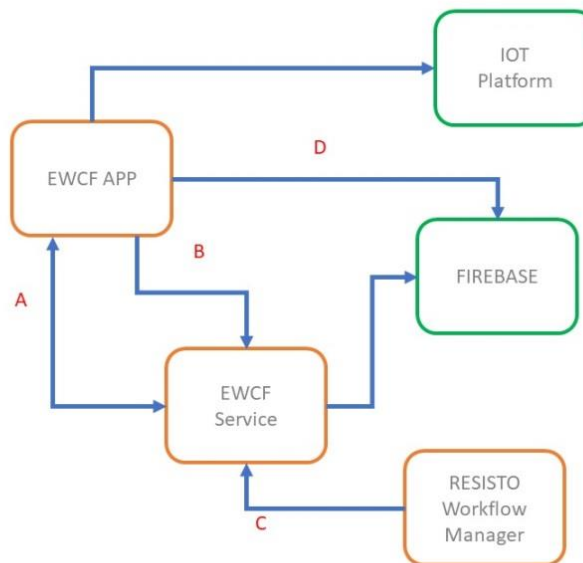 IOT
Platform
D
EWCF APP
B
A
FIREBASE
EWCF
Service
RESISTO
Workflow
Manager
C